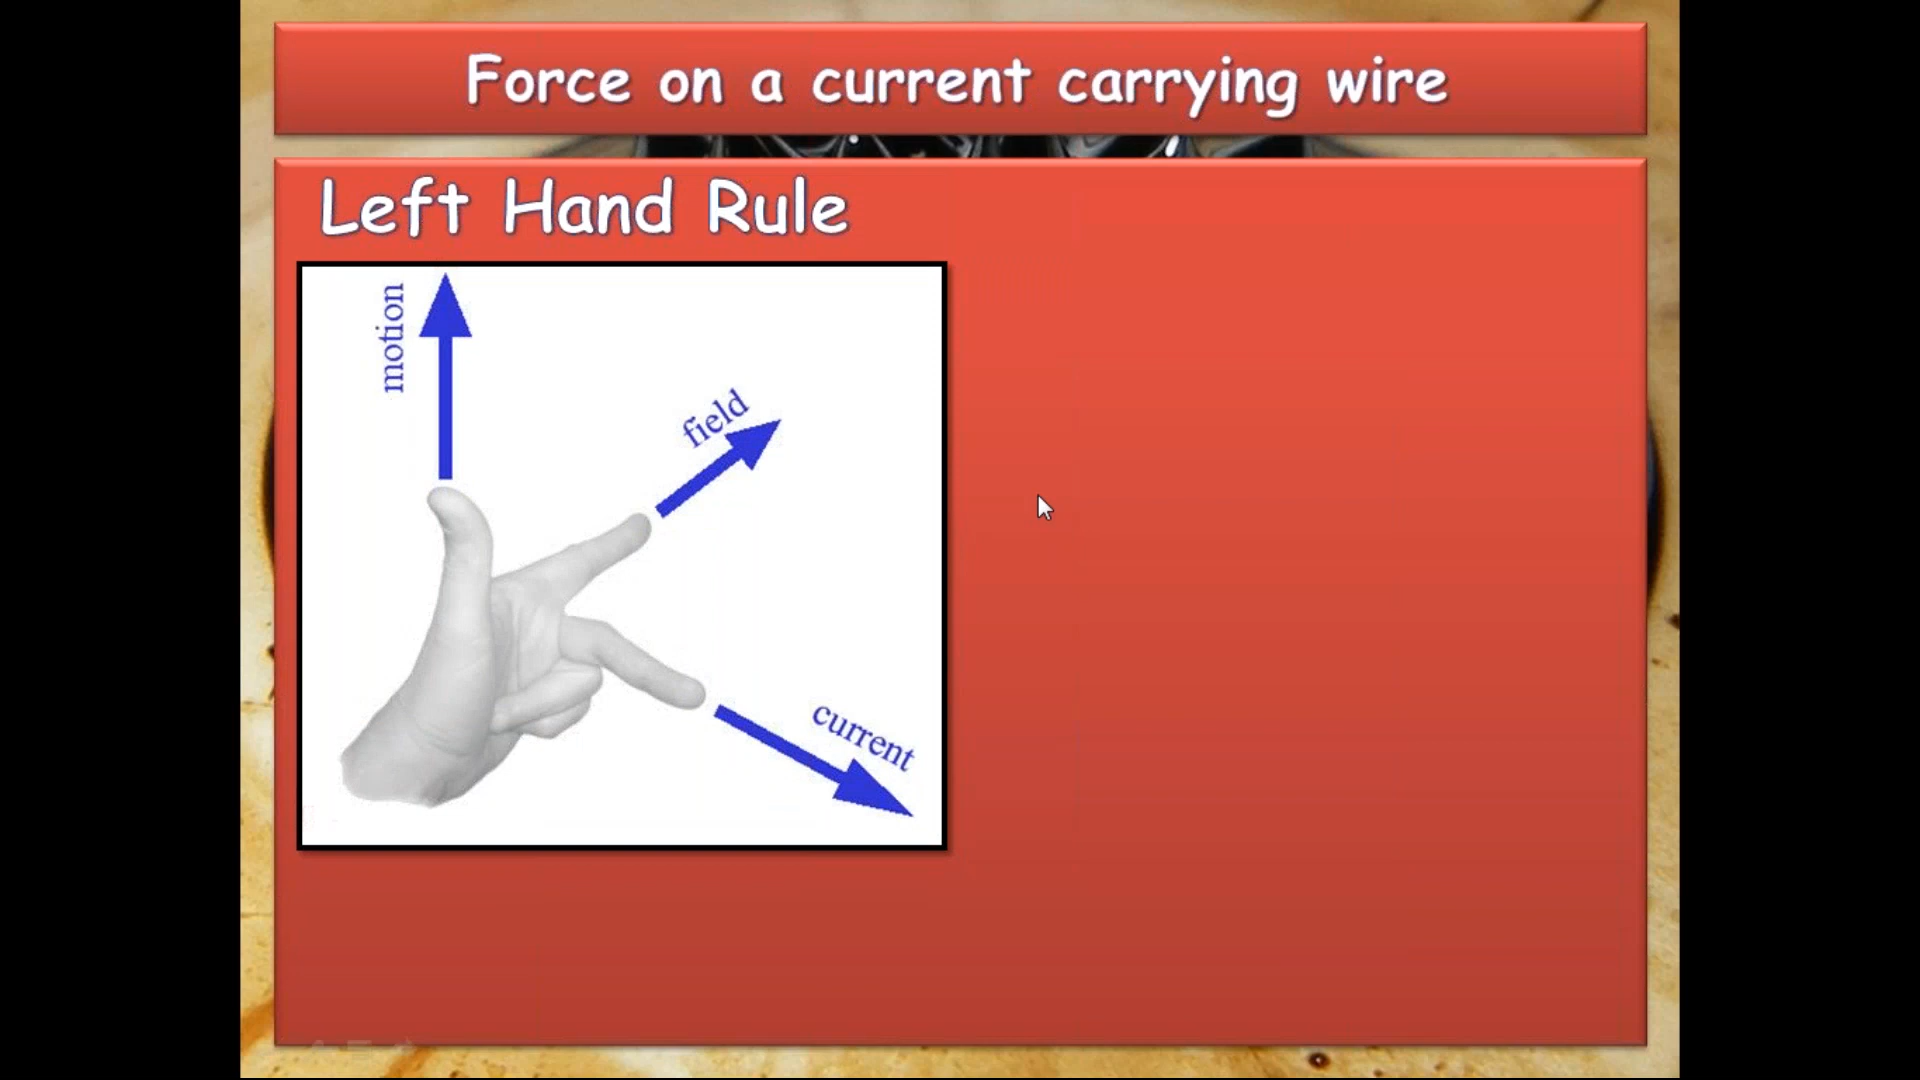 Force on a current carrying wire
Left Hand Rule
motion
field
current